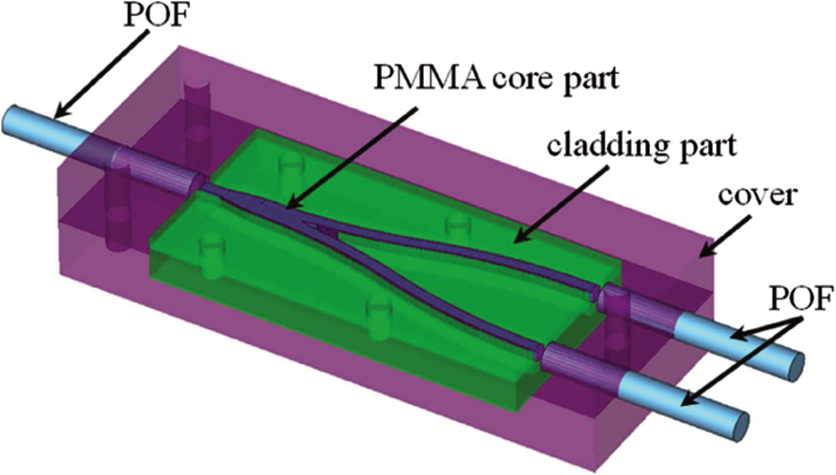 POF
PMMA core part
cladding part
cover
POF